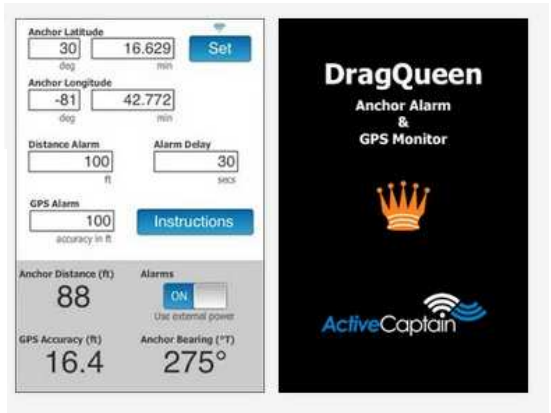 Anchor Latitude
30 16.629 Set
deg min
Anchor Longitude
-81 42.772
deg min
Distance Alarm Alarm Delay
100 30
ft secs
GPS Alarm
100 Instructions
accuracy in ft
Anchor Distance (ft) Alarms
88 ON
Use external power
GPS Accuracy (ft) Anchor Bearing (°T)
16.4 275°
DragQueen
Anchor Alarm
&
GPS Monitor
ActiveCaptain